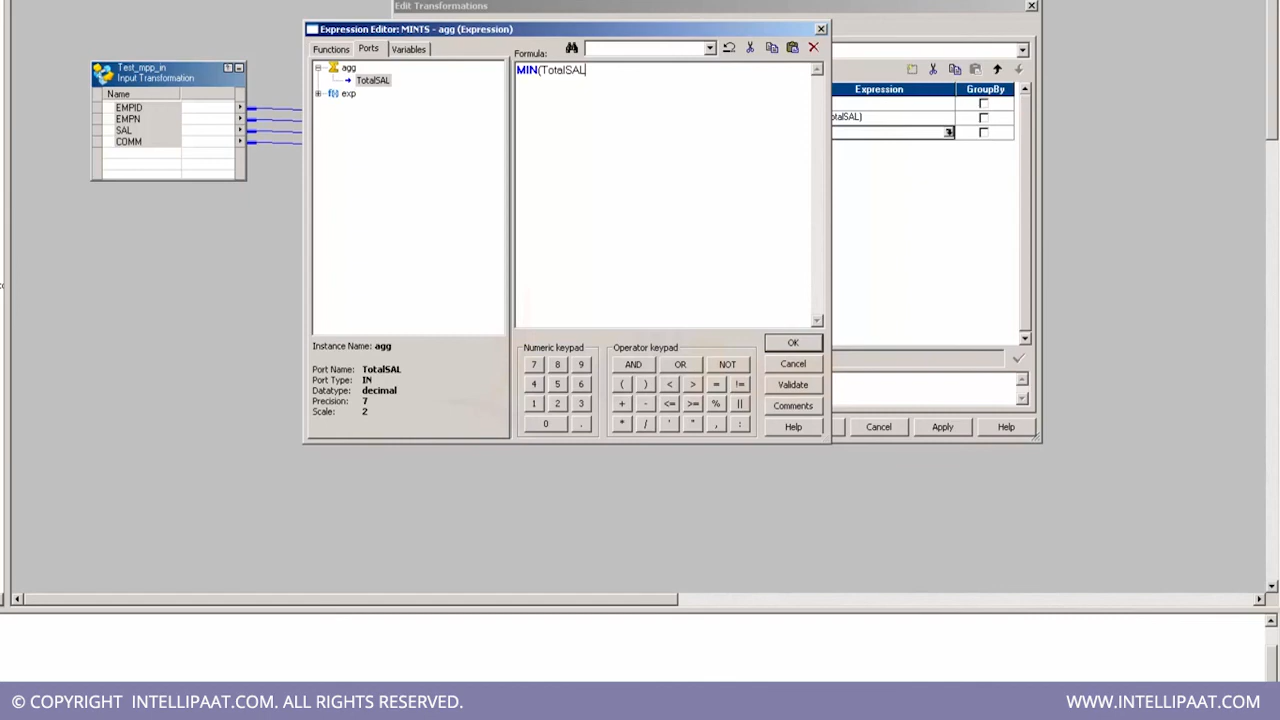 Edit Transformations
Expression Editor: MINTS - agg (Expression)
Functions
Ports
Variables
Formula:
agg
TotalSAL
exp
MIN(TotalSAL
Test_mpp_in
Input Transformation
Name
EMPID
EMPN
SAL
COMM
Expression
GroupBy
otalSAL)
Instance Name: agg
Port Name: TotalSAL
Port Type: IN
Datatype: decimal
Precision: 7
Scale: 2
Numeric keypad
7 8 9
4 5 6
1 2 3
0 .
Operator keypad
AND OR NOT
( ) < > = !=
+ - <= >= % ||
* / ' " , :
OK
Cancel
Validate
Comments
Help
Cancel
Apply
Help
© COPYRIGHT INTELLIPAAT.COM. ALL RIGHTS RESERVED.
WWW.INTELLIPAAT.COM